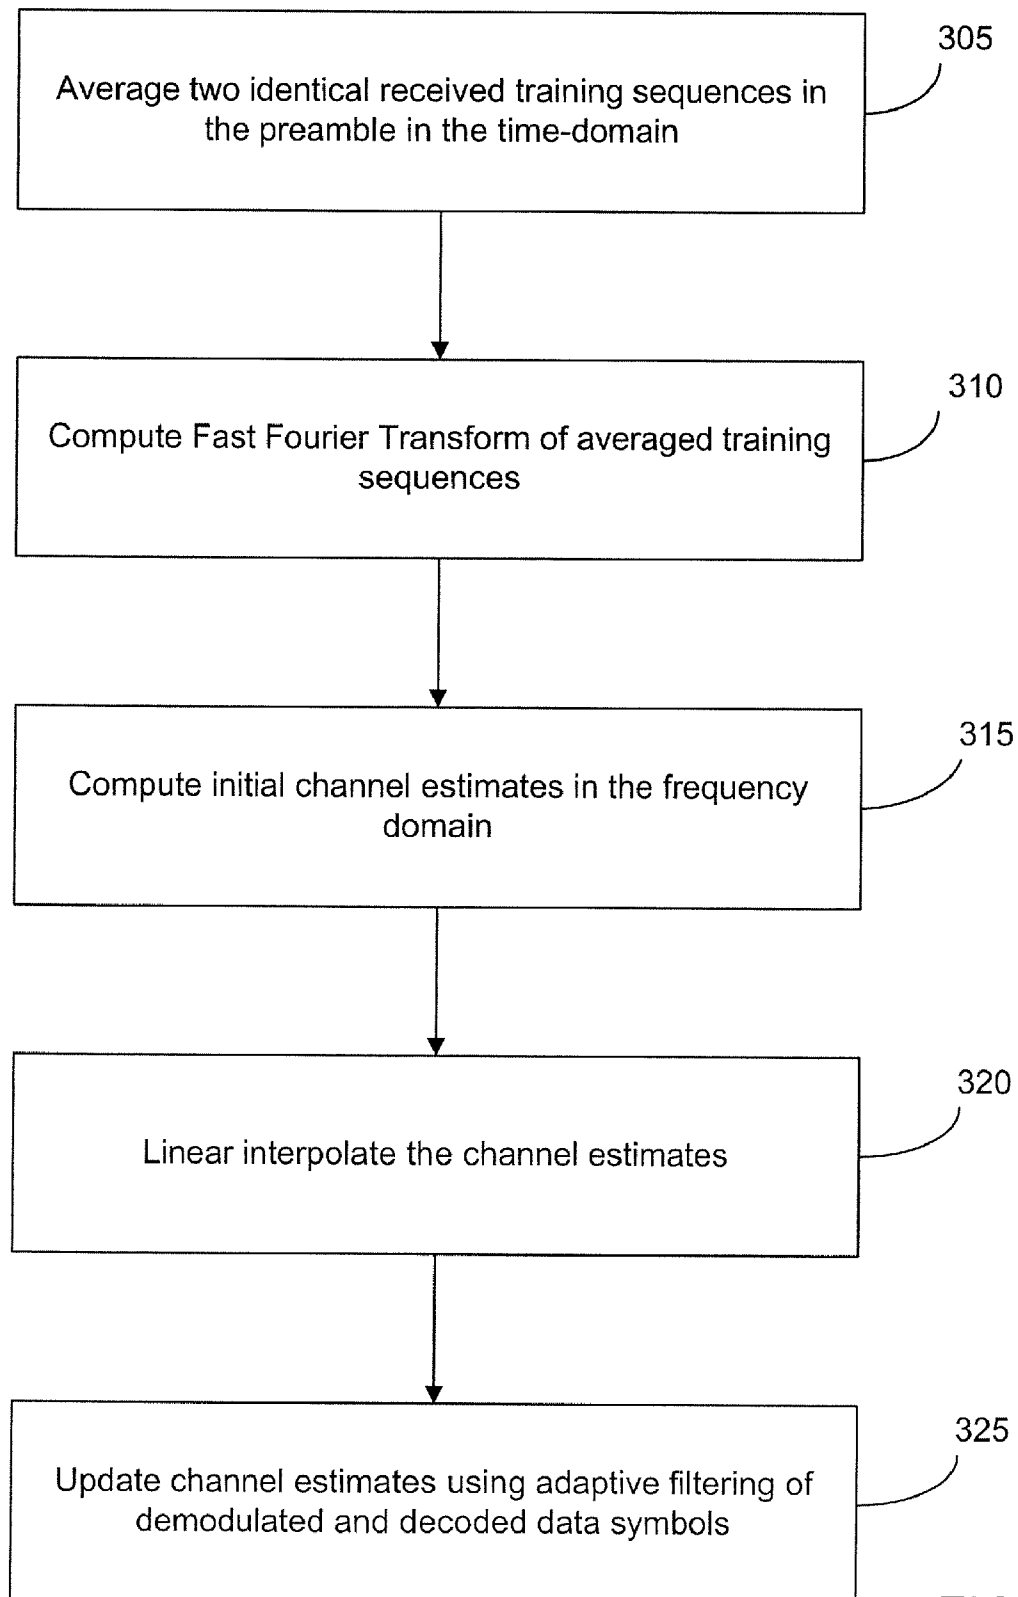 305
Average two identical received training sequences in
the preamble in the time-domain
310
Compute Fast Fourier Transform of averaged training
sequences
315
Compute initial channel estimates in the frequency
domain
320
Linear interpolate the channel estimates
325
Update channel estimates using adaptive filtering of
demodulated and decoded data symbols